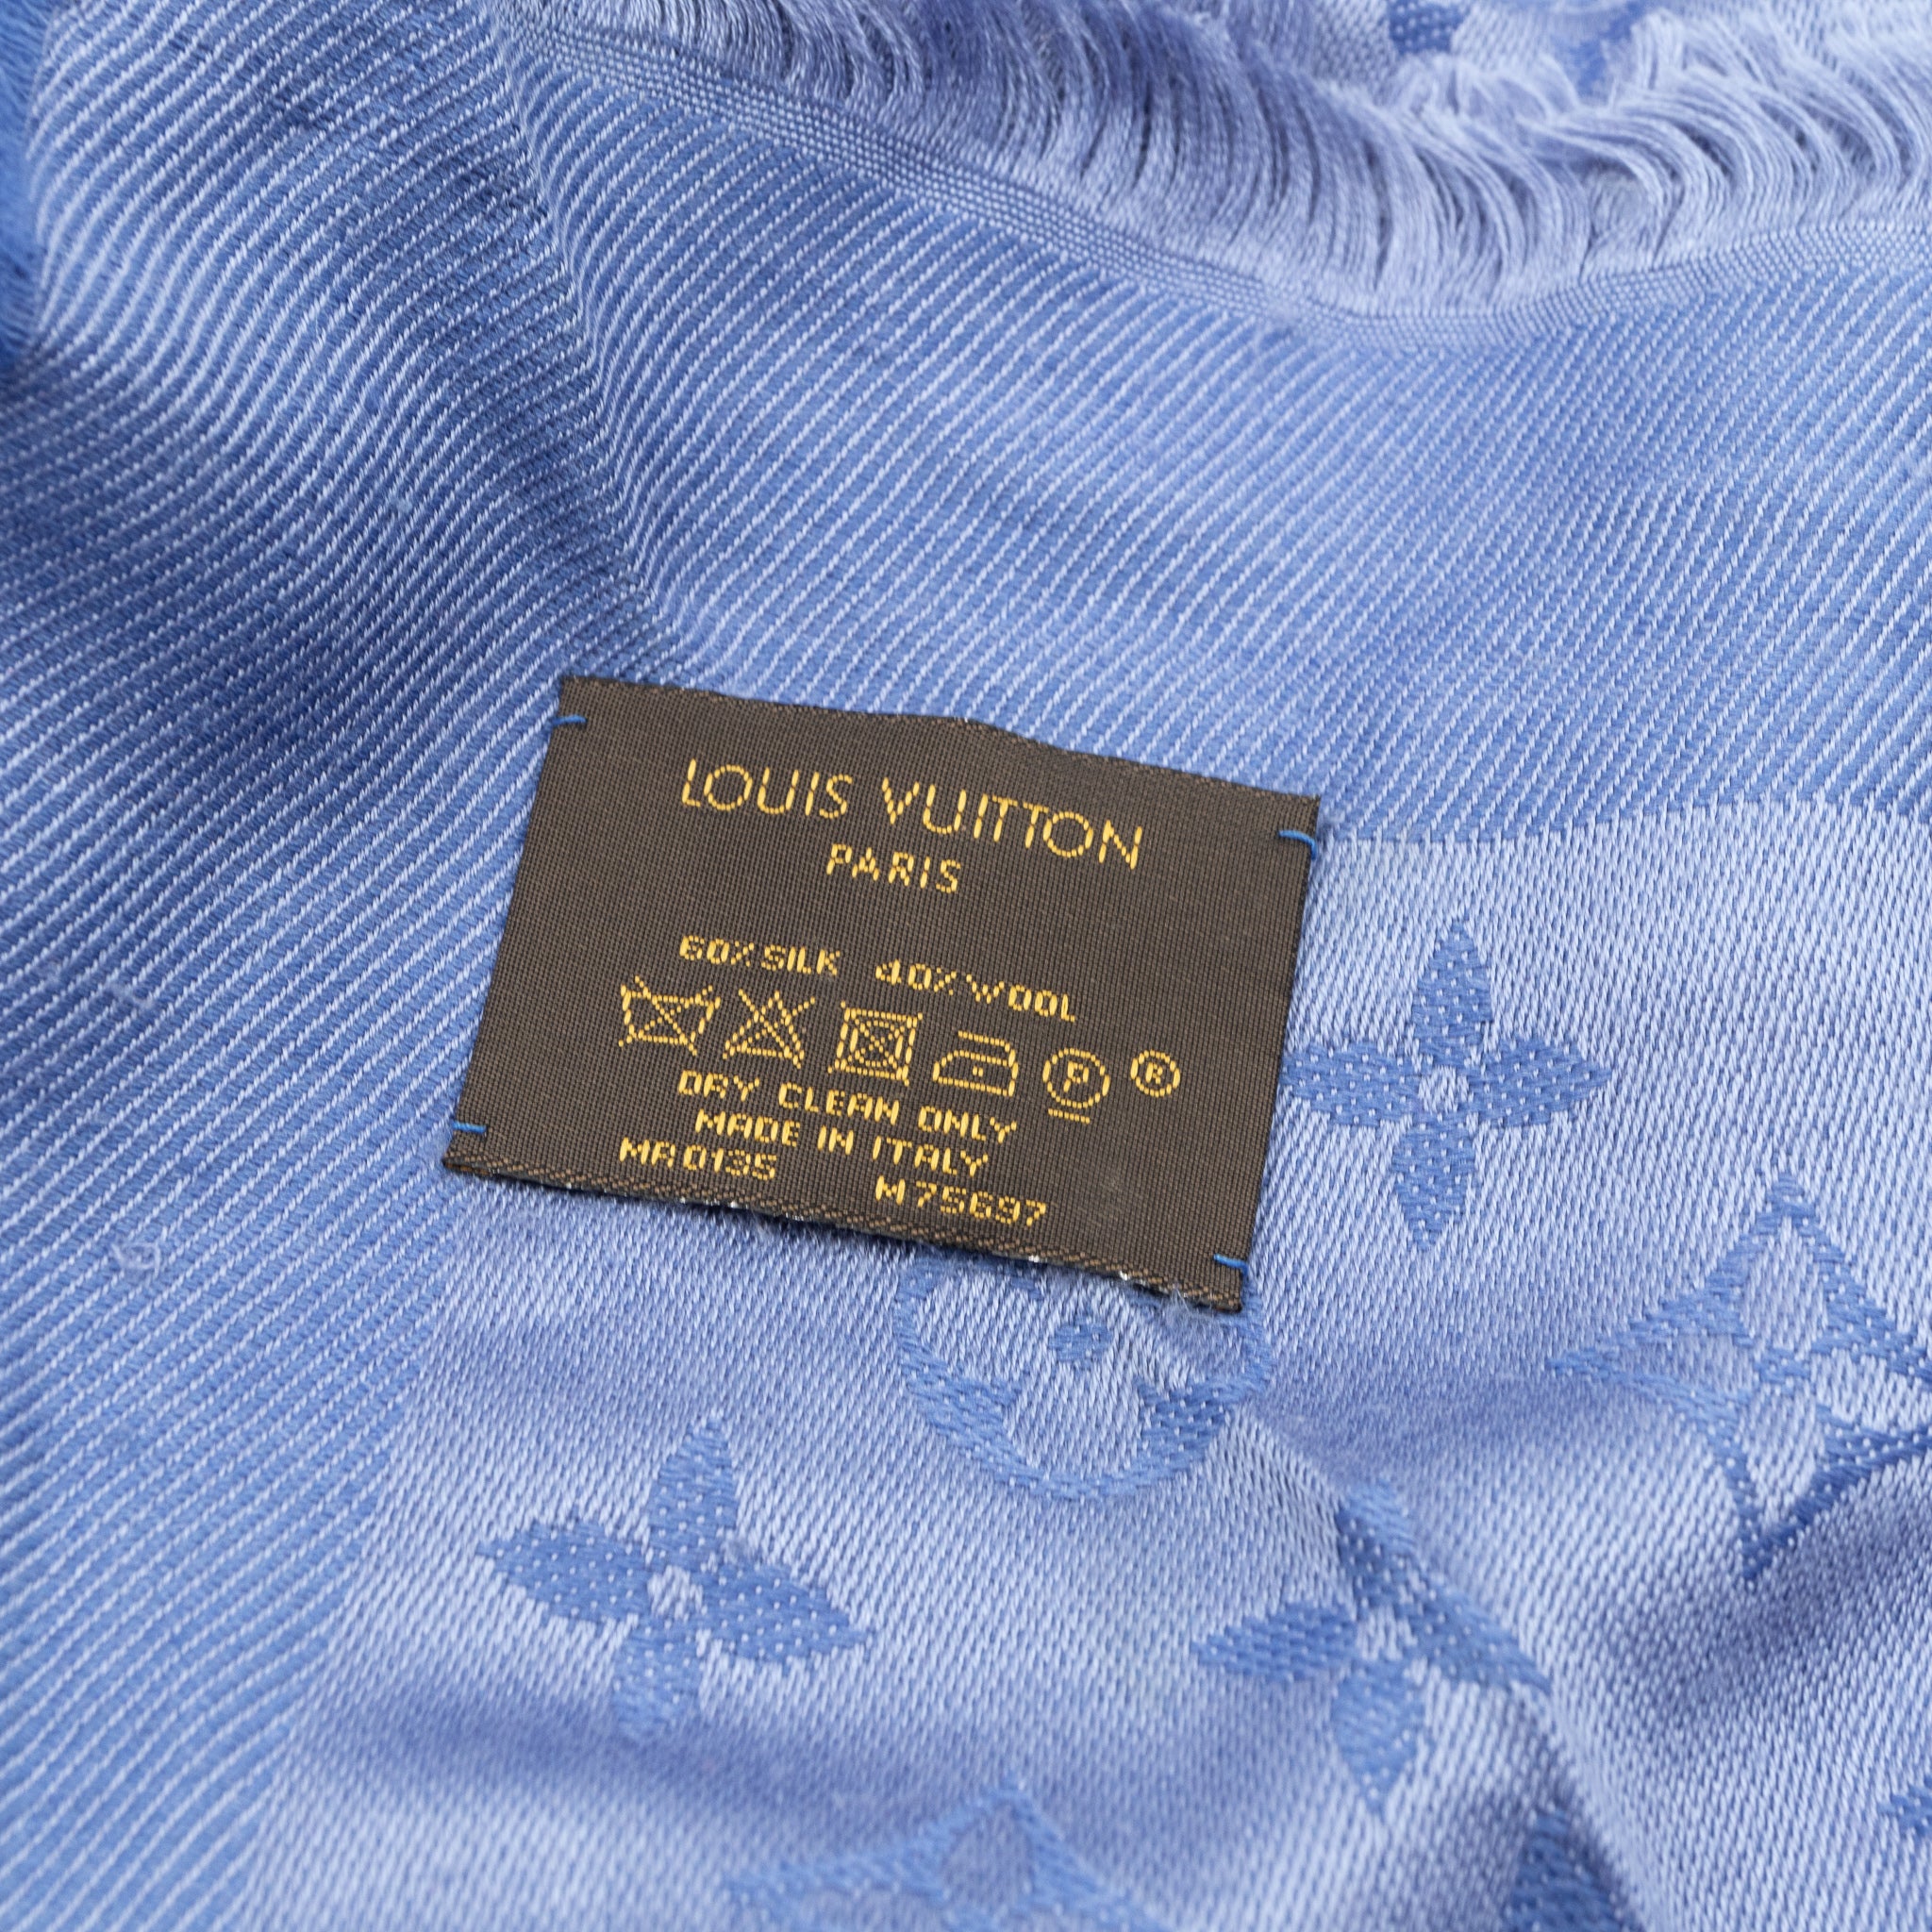 LOUIS VUITTON
PARIS
60% SILK 40% WOOL
P ®
DRY CLEAN ONLY
MADE IN ITALY
MA0135 M75697